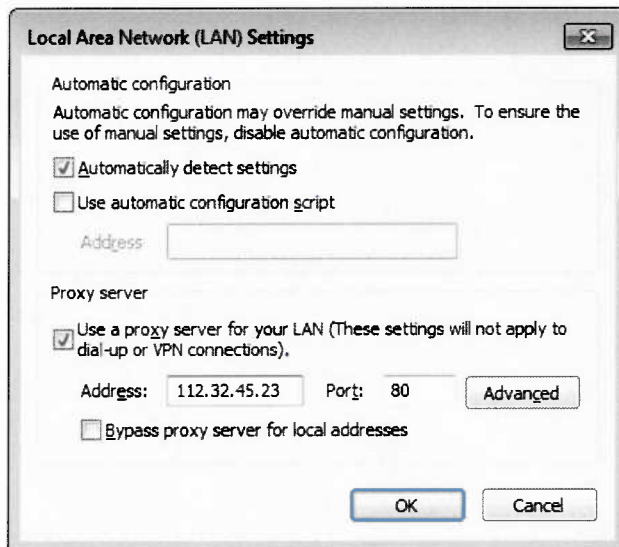 Local Area Network (LAN) Settings
Automatic configuration
Automatic configuration may override manual settings. To ensure the
use of manual settings, disable automatic configuration.
Automatically detect settings
Use automatic configuration script
Address
Proxy server
Use a proxy server for your LAN (These settings will not apply to
dial-up or VPN connections).
Address: 112.32.45.23 Port: 80 Advanced
Bypass proxy server for local addresses
OK Cancel